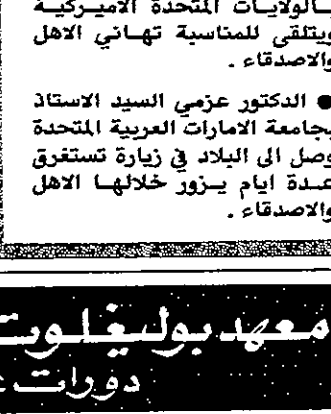 بالولايات المتحدة الاميركية
ويتلقى للمناسبة تهاني الاهل
والاصدقاء .
● الدكتور عزمي السيد الاستاذ
بجامعة الامارات العربية المتحدة
وصل الى البلاد في زيارة تستغرق
عدة ايام يزور خلالها الاهل
والاصدقاء .
معهد بوليغلوت
دورات